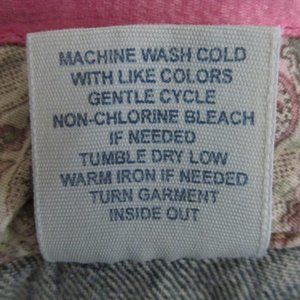 MACHINE WASH COLD
WITH LIKE COLORS
GENTLE CYCLE
NON-CHLORINE BLEACH
IF NEEDED
TUMBLE DRY LOW
WARM IRON IF NEEDED
TURN GARMENT
INSIDE OUT